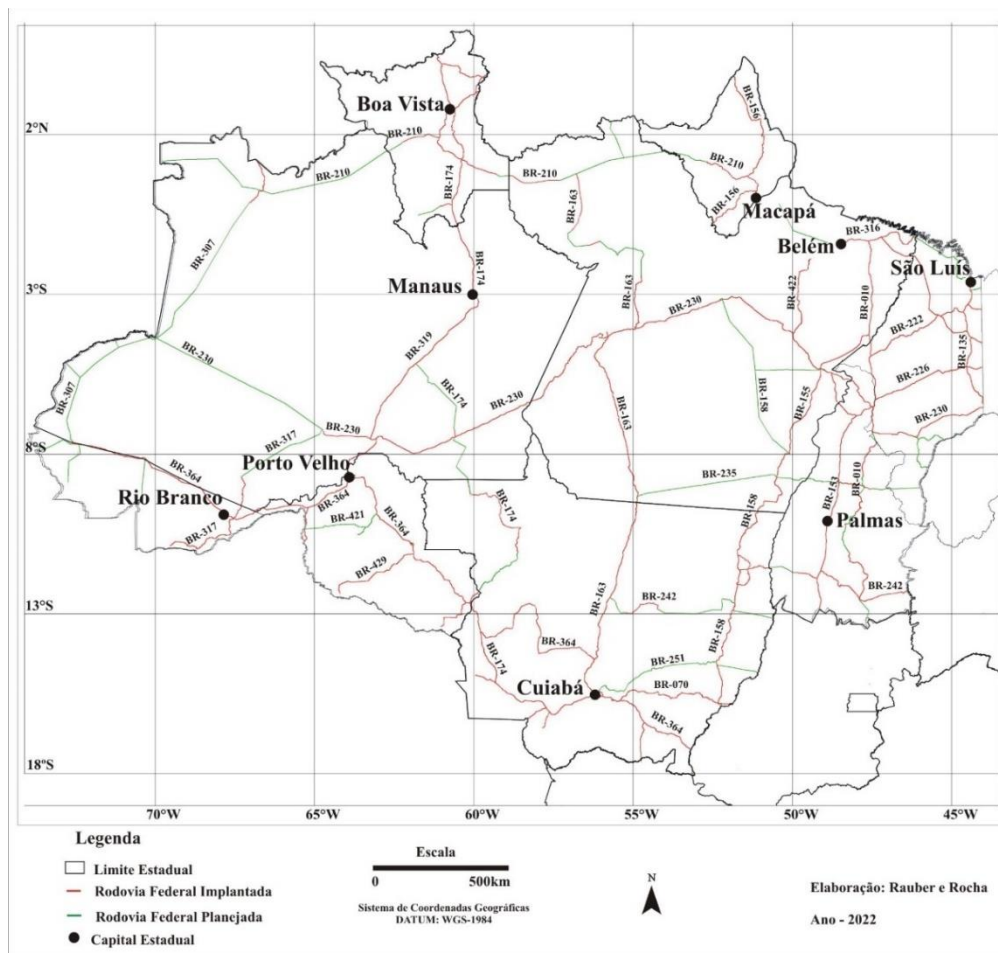 Boa Vista
BR-156
2°N
BR-210
BR-210
BR-210
BR-210
BR-174
BR-163
BR-156
Macapá
BR-316
Belém
São Luís
BR-307
BR-174
Manaus
3°S
BR-163
BR-422
BR-010
BR-230
BR-222
BR-135
BR-319
BR-230
BR-307
BR-174
BR-230
BR-158
BR-155
BR-226
BR-163
BR-230
BR-317
BR-230
8°S
Porto Velho
BR-364
BR-235
BR-010
Rio Branco
BR-364
BR-174
BR-158
BR-153
BR-421
BR-364
Palmas
BR-317
BR-429
BR-242
BR-163
BR-242
13°S
BR-364
BR-158
BR-174
BR-251
Cuiabá
BR-070
BR-364
18°S
70°W
65°W
60°W
55°W
50°W
45°W
Legenda
Limite Estadual
Rodovia Federal Implantada
Rodovia Federal Planejada
Capital Estadual
Escala
0 500km
Sistema de Coordenadas Geográficas
DATUM: WGS-1984
N
Elaboração: Rauber e Rocha
Ano - 2022